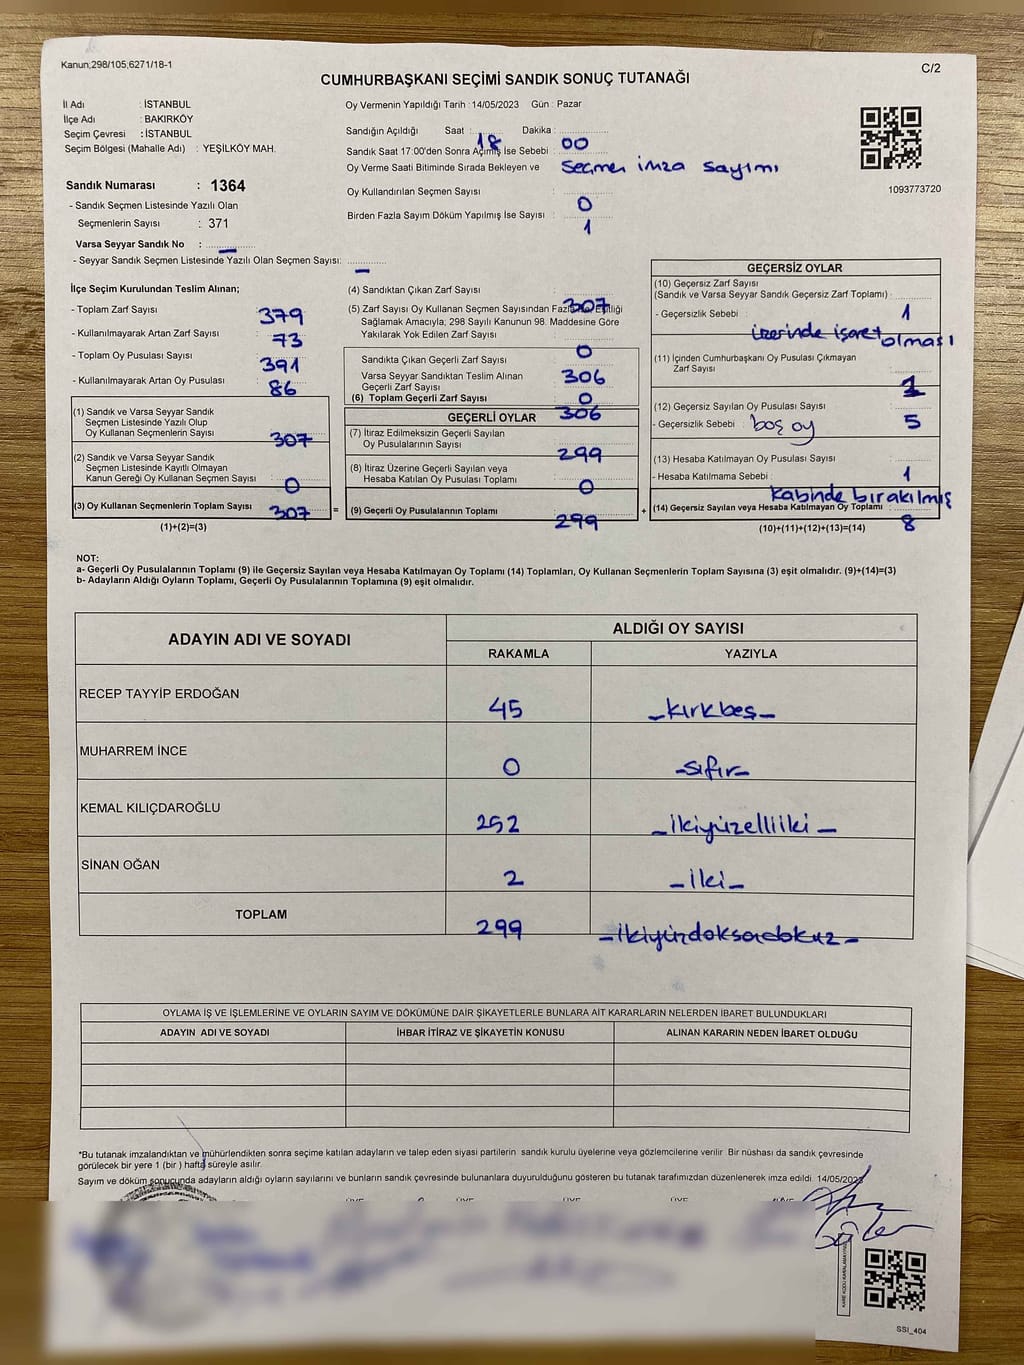 Kanun;298/105;6271/18-1
C/2
CUMHURBAŞKANI SEÇİMİ SANDIK SONUÇ TUTANAĞI
İl Adı : İSTANBUL
İlçe Adı : BAKIRKÖY
Seçim Çevresi : İSTANBUL
Seçim Bölgesi (Mahalle Adı) : YEŞİLKÖY MAH.
Sandık Numarası : 1364
- Sandık Seçmen Listesinde Yazılı Olan
Seçmenlerin Sayısı : 371
Varsa Seyyar Sandık No : –
- Seyyar Sandık Seçmen Listesinde Yazılı Olan Seçmen Sayısı: –
Oy Vermenin Yapıldığı Tarih : 14/05/2023 Gün : Pazar
Sandığın Açıldığı Saat : 18 Dakika : 00
Sandık Saat 17:00'den Sonra Açımış İse Sebebi : Seçmen imza sayımı
Oy Verme Saati Bitiminde Sırada Bekleyen ve
Oy Kullandırılan Seçmen Sayısı : 0
Birden Fazla Sayım Döküm Yapılmış İse Sayısı : 1
1093773720
İlçe Seçim Kurulundan Teslim Alınan;
- Toplam Zarf Sayısı : 379
- Kullanılmayarak Artan Zarf Sayısı : 73
- Toplam Oy Pusulası Sayısı : 391
- Kullanılmayarak Artan Oy Pusulası : 86
(1) Sandık ve Varsa Seyyar Sandık
Seçmen Listesinde Yazılı Olup
Oy Kullanan Seçmenlerin Sayısı : 307
(2) Sandık ve Varsa Seyyar Sandık
Seçmen Listesinde Kayıtlı Olmayan
Kanun Gereği Oy Kullanan Seçmen Sayısı : 0
(3) Oy Kullanan Seçmenlerin Toplam Sayısı : 307 =
(1)+(2)=(3)
(4) Sandıktan Çıkan Zarf Sayısı : 307
(5) Zarf Sayısı Oy Kullanan Seçmen Sayısından Fazla İse, Eşitliği
Sağlamak Amacıyla; 298 Sayılı Kanunun 98. Maddesine Göre
Yakılarak Yok Edilen Zarf Sayısı : 0
Sandıkta Çıkan Geçerli Zarf Sayısı : 306
Varsa Seyyar Sandıktan Teslim Alınan
Geçerli Zarf Sayısı : 0
(6) Toplam Geçerli Zarf Sayısı : 306
GEÇERLİ OYLAR
(7) İtiraz Edilmeksizin Geçerli Sayılan
Oy Pusulalarının Sayısı : 299
(8) İtiraz Üzerine Geçerli Sayılan veya
Hesaba Katılan Oy Pusulası Toplamı : 0
(9) Geçerli Oy Pusulalarının Toplamı : 299 +
GEÇERSİZ OYLAR
(10) Geçersiz Zarf Sayısı
(Sandık ve Varsa Seyyar Sandık Geçersiz Zarf Toplamı) : 1
- Geçersizlik Sebebi : üzerinde işaret olması
(11) İçinden Cumhurbaşkanı Oy Pusulası Çıkmayan
Zarf Sayısı : 1
(12) Geçersiz Sayılan Oy Pusulası Sayısı : 5
- Geçersizlik Sebebi : boş oy
(13) Hesaba Katılmayan Oy Pusulası Sayısı : 1
- Hesaba Katılmama Sebebi : Kabinde bırakılmış
(14) Geçersiz Sayılan veya Hesaba Katılmayan Oy Toplamı : 8
(10)+(11)+(12)+(13)=(14)
NOT:
a- Geçerli Oy Pusulalarının Toplamı (9) ile Geçersiz Sayılan veya Hesaba Katılmayan Oy Toplamı (14) Toplamları, Oy Kullanan Seçmenlerin Toplam Sayısına (3) eşit olmalıdır. (9)+(14)=(3)
b- Adayların Aldığı Oyların Toplamı, Geçerli Oy Pusulalarının Toplamına (9) eşit olmalıdır.
ADAYIN ADI VE SOYADI
ALDIĞI OY SAYISI
RAKAMLA YAZIYLA
RECEP TAYYİP ERDOĞAN 45 –kırkbeş–
MUHARREM İNCE 0 –sıfır–
KEMAL KILIÇDAROĞLU 252 –ikiyüzelliiki–
SİNAN OĞAN 2 –iki–
TOPLAM 299 –ikiyüzdoksandokuz–
OYLAMA İŞ VE İŞLEMLERİNE VE OYLARIN SAYIM VE DÖKÜMÜNE DAİR ŞİKAYETLERLE BUNLARA AİT KARARLARIN NELERDEN İBARET BULUNDUKLARI
ADAYIN ADI VE SOYADI İHBAR İTİRAZ VE ŞİKAYETİN KONUSU ALINAN KARARIN NEDEN İBARET OLDUĞU
*Bu tutanak imzalandıktan ve mühürlendikten sonra seçime katılan adayların ve talep eden siyasi partilerin sandık kurulu üyelerine veya gözlemcilerine verilir Bir nüshası da sandık çevresinde
görülecek bir yere 1 (bir ) hafta süreyle asılır.
Sayım ve döküm sonucunda adayların aldığı oyların sayılarını ve bunların sandık çevresinde bulunanlara duyurulduğunu gösteren bu tutanak tarafımızdan düzenlenerek imza edildi 14/05/2023
SSI_404